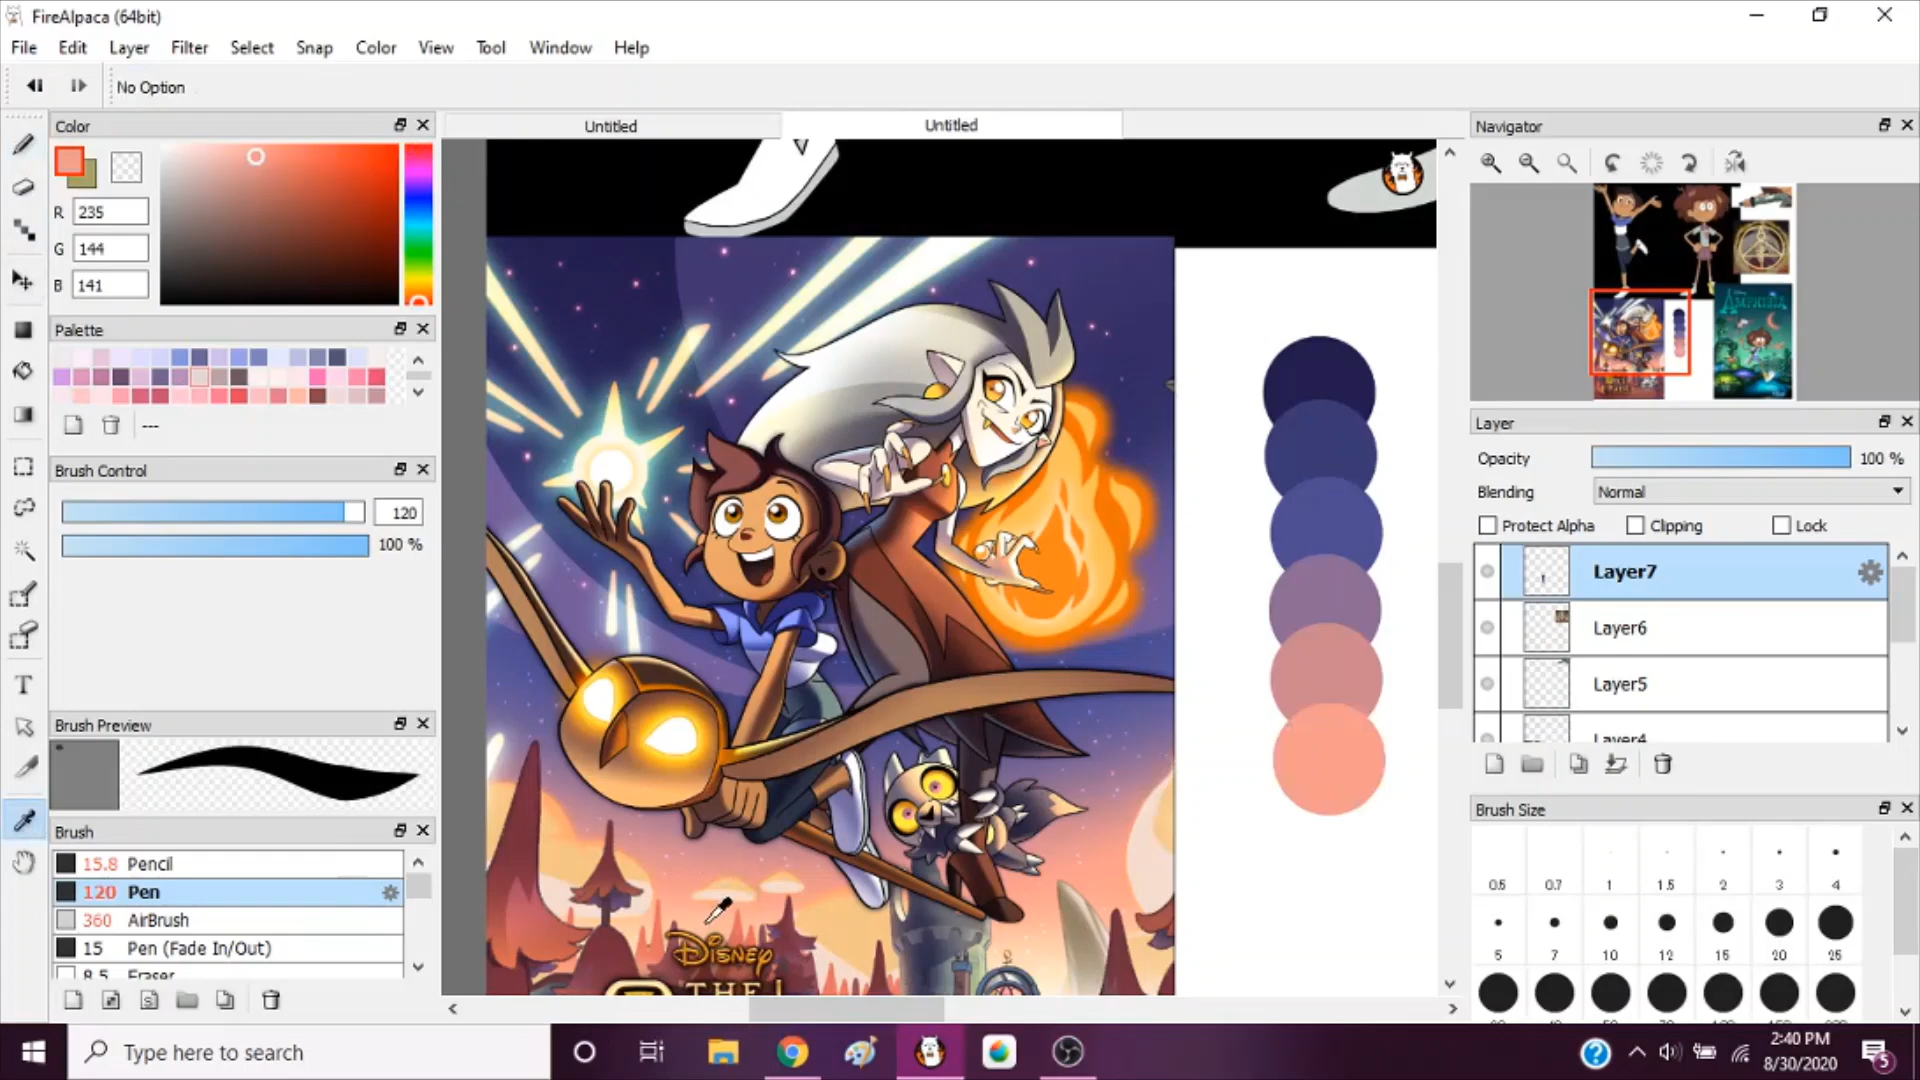 FireAlpaca (64bit)
File Edit Layer Filter Select Snap Color View Tool Window Help
No Option
Color
R 235
G 144
B 141
Palette
---
Brush Control
120
100 %
Brush Preview
Brush
15.8 Pencil
120 Pen
360 AirBrush
15 Pen (Fade In/Out)
8.5 Eraser
Untitled Untitled
DISNEY
THE
Navigator
AMPHIBIA
Layer
Opacity 100 %
Blending Normal
Protect Alpha Clipping Lock
Layer7
Layer6
Layer5
Layer4
Brush Size
0.5 0.7 1 1.5 2 3 4
5 7 10 12 15 20 25
Type here to search
2:40 PM
8/30/2020
5